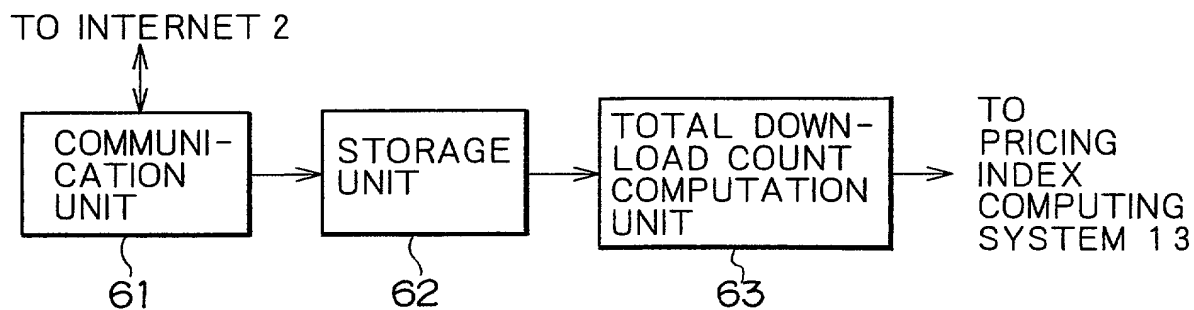 TO INTERNET 2
COMMUNI-
CATION
UNIT
STORAGE
UNIT
TOTAL DOWN-
LOAD COUNT
COMPUTATION
UNIT
TO
PRICING
INDEX
COMPUTING
SYSTEM 13
61
62
63